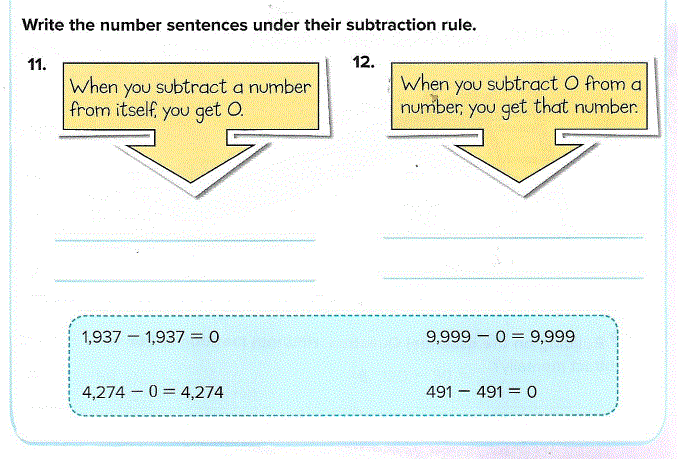 Write the number sentences under their subtraction rule.
11.
When you subtract a number
from itself, you get 0.
12.
When you subtract 0 from a
number, you get that number.
1,937 − 1,937 = 0
9,999 − 0 = 9,999
4,274 − 0 = 4,274
491 − 491 = 0